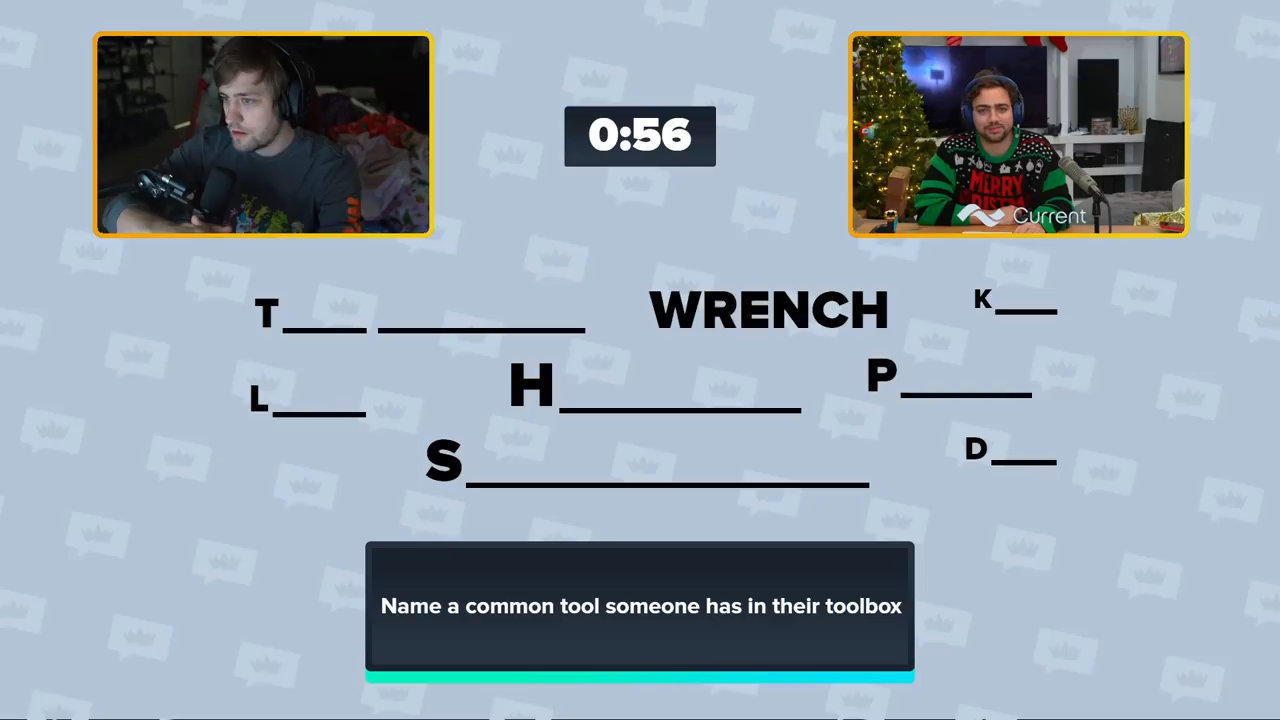 0:56
MERRY
Current
T WRENCH K
L H P
S D
Name a common tool someone has in their toolbox